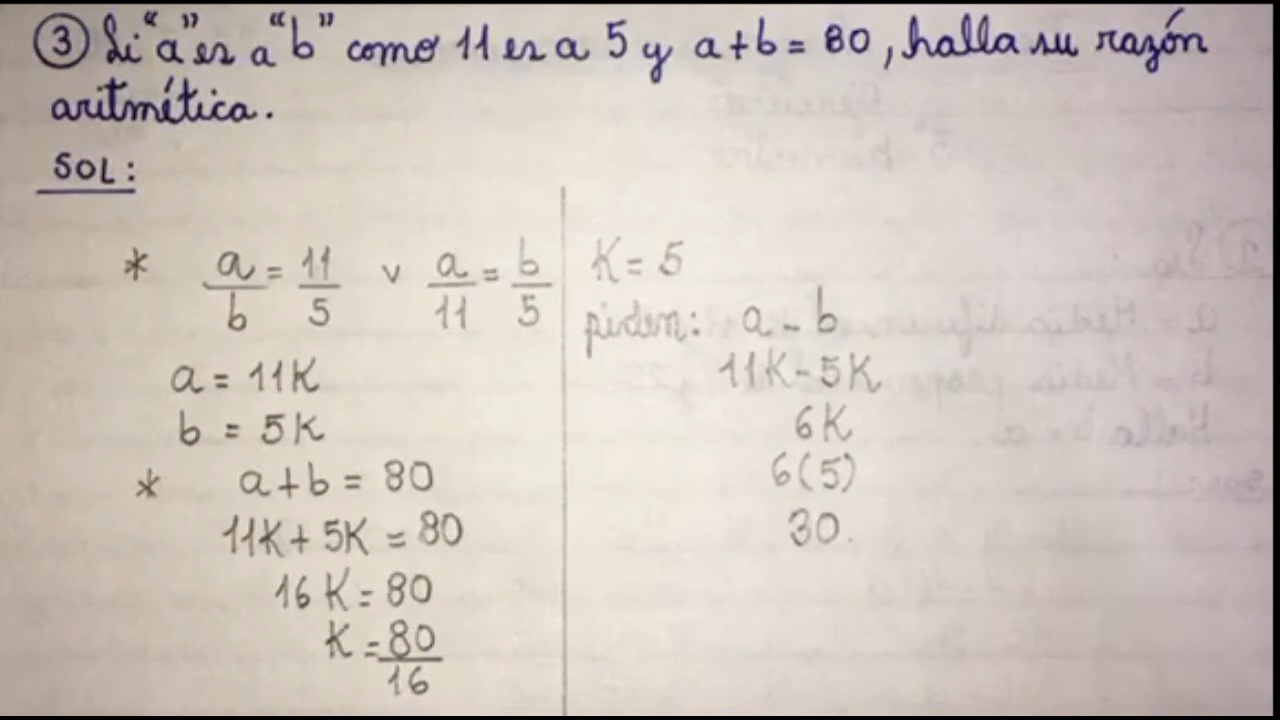 ③ Si "a" es a "b" como 11 es a 5 y a+b = 80, halla su razón
aritmética.
SOL:
* a/b = 11/5 v a/11 = b/5
a = 11K
b = 5K
* a+b = 80
11K + 5K = 80
16K = 80
K = 80/16
K = 5
piden: a - b
11K - 5K
6K
6(5)
30.